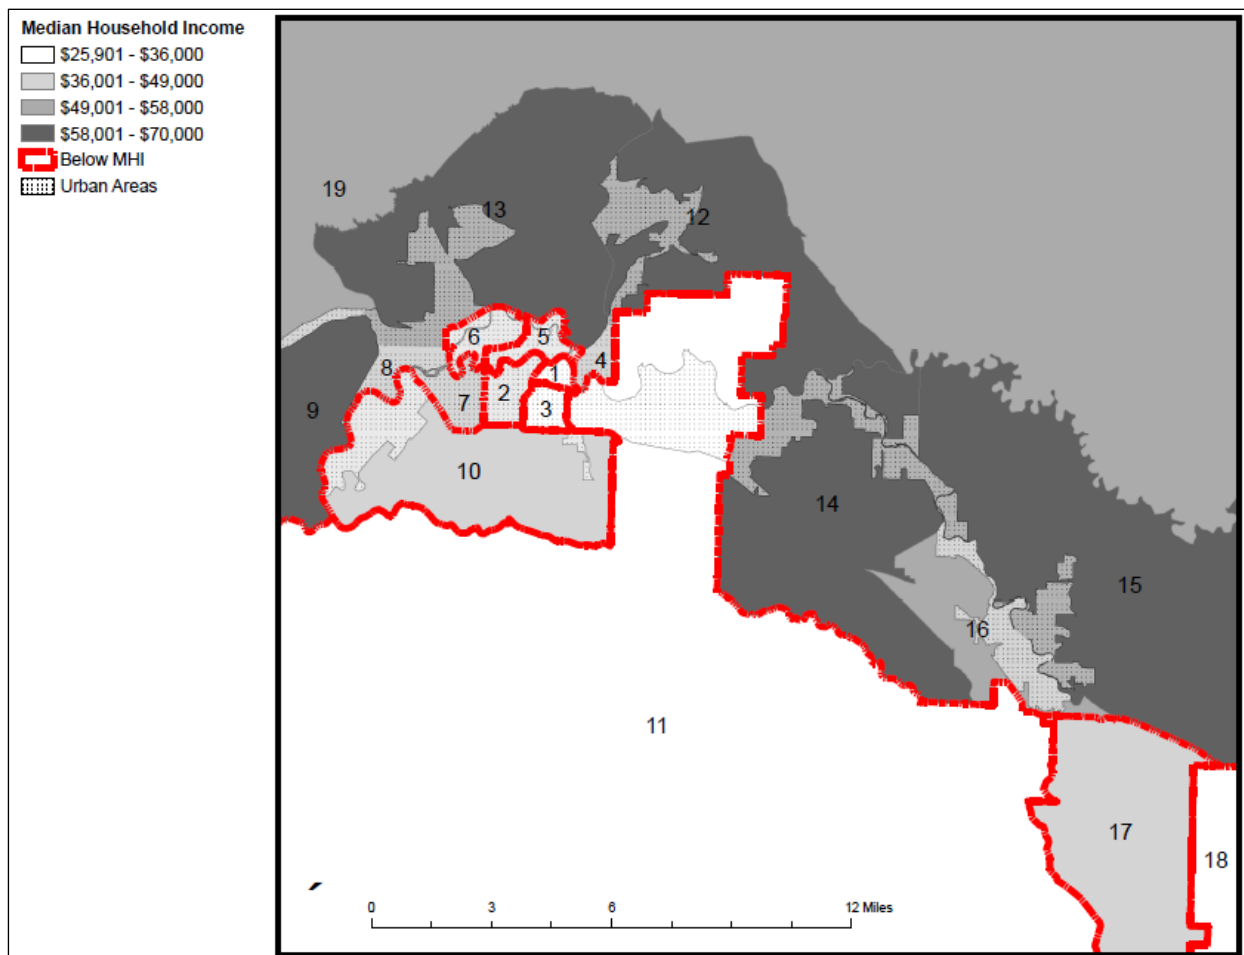 Median Household Income
$25,901 - $36,000
$36,001 - $49,000
$49,001 - $58,000
$58,001 - $70,000
Below MHI
Urban Areas
19
13
12
6
5
4
8
1
2
7
3
9
10
14
15
16
11
17
18
0 3 6 12 Miles